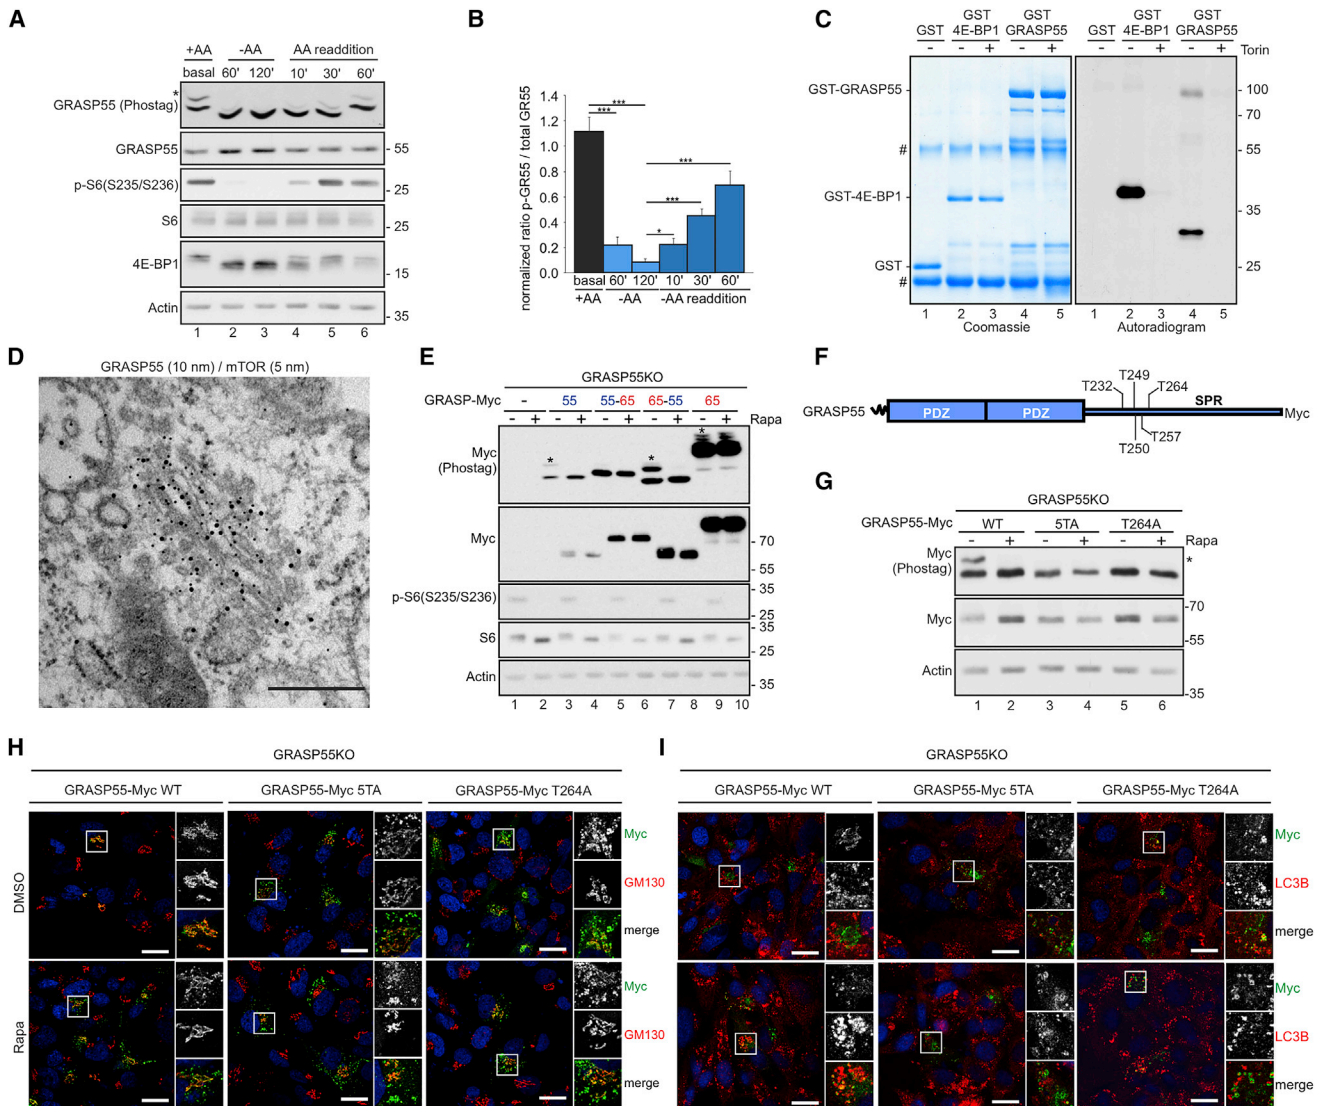 A
+AA -AA AA readdition
basal 60' 120' 10' 30' 60'
*
GRASP55 (Phostag)
GRASP55 - 55
p-S6(S235/S236) - 25
S6 - 25
4E-BP1 - 15
Actin - 35
1 2 3 4 5 6
B
normalized ratio p-GR55 / total GR55
1.4
1.2
1.0
0.8
0.6
0.4
0.2
0.0
***
***
***
***
*
basal 60' 120' 10' 30' 60'
+AA -AA -AA readdition
C
GST GST 4E-BP1 GST GRASP55 GST GST 4E-BP1 GST GRASP55
- - + - + - - + - + Torin
GST-GRASP55
#
GST-4E-BP1
GST
#
- 100
- 70
- 55
- 35
- 25
1 2 3 4 5 1 2 3 4 5
Coomassie Autoradiogram
D
GRASP55 (10 nm) / mTOR (5 nm)
E
GRASP55KO
GRASP-Myc - 55 55-65 65-55 65
- + - + - + - + - + Rapa
* * *
Myc (Phostag)
Myc - 70
- 55
p-S6(S235/S236) - 35
- 25
S6 - 35
- 25
Actin - 35
1 2 3 4 5 6 7 8 9 10
F
T249
T232 T264
GRASP55 PDZ PDZ SPR Myc
T257
T250
G
GRASP55KO
GRASP55-Myc WT 5TA T264A
- + - + - + Rapa
Myc (Phostag) *
Myc -70
-55
Actin
-35
1 2 3 4 5 6
H
GRASP55KO
GRASP55-Myc WT GRASP55-Myc 5TA GRASP55-Myc T264A
DMSO
Myc
GM130
merge
Rapa
Myc
GM130
merge
I
GRASP55KO
GRASP55-Myc WT GRASP55-Myc 5TA GRASP55-Myc T264A
Myc
LC3B
merge
Myc
LC3B
merge